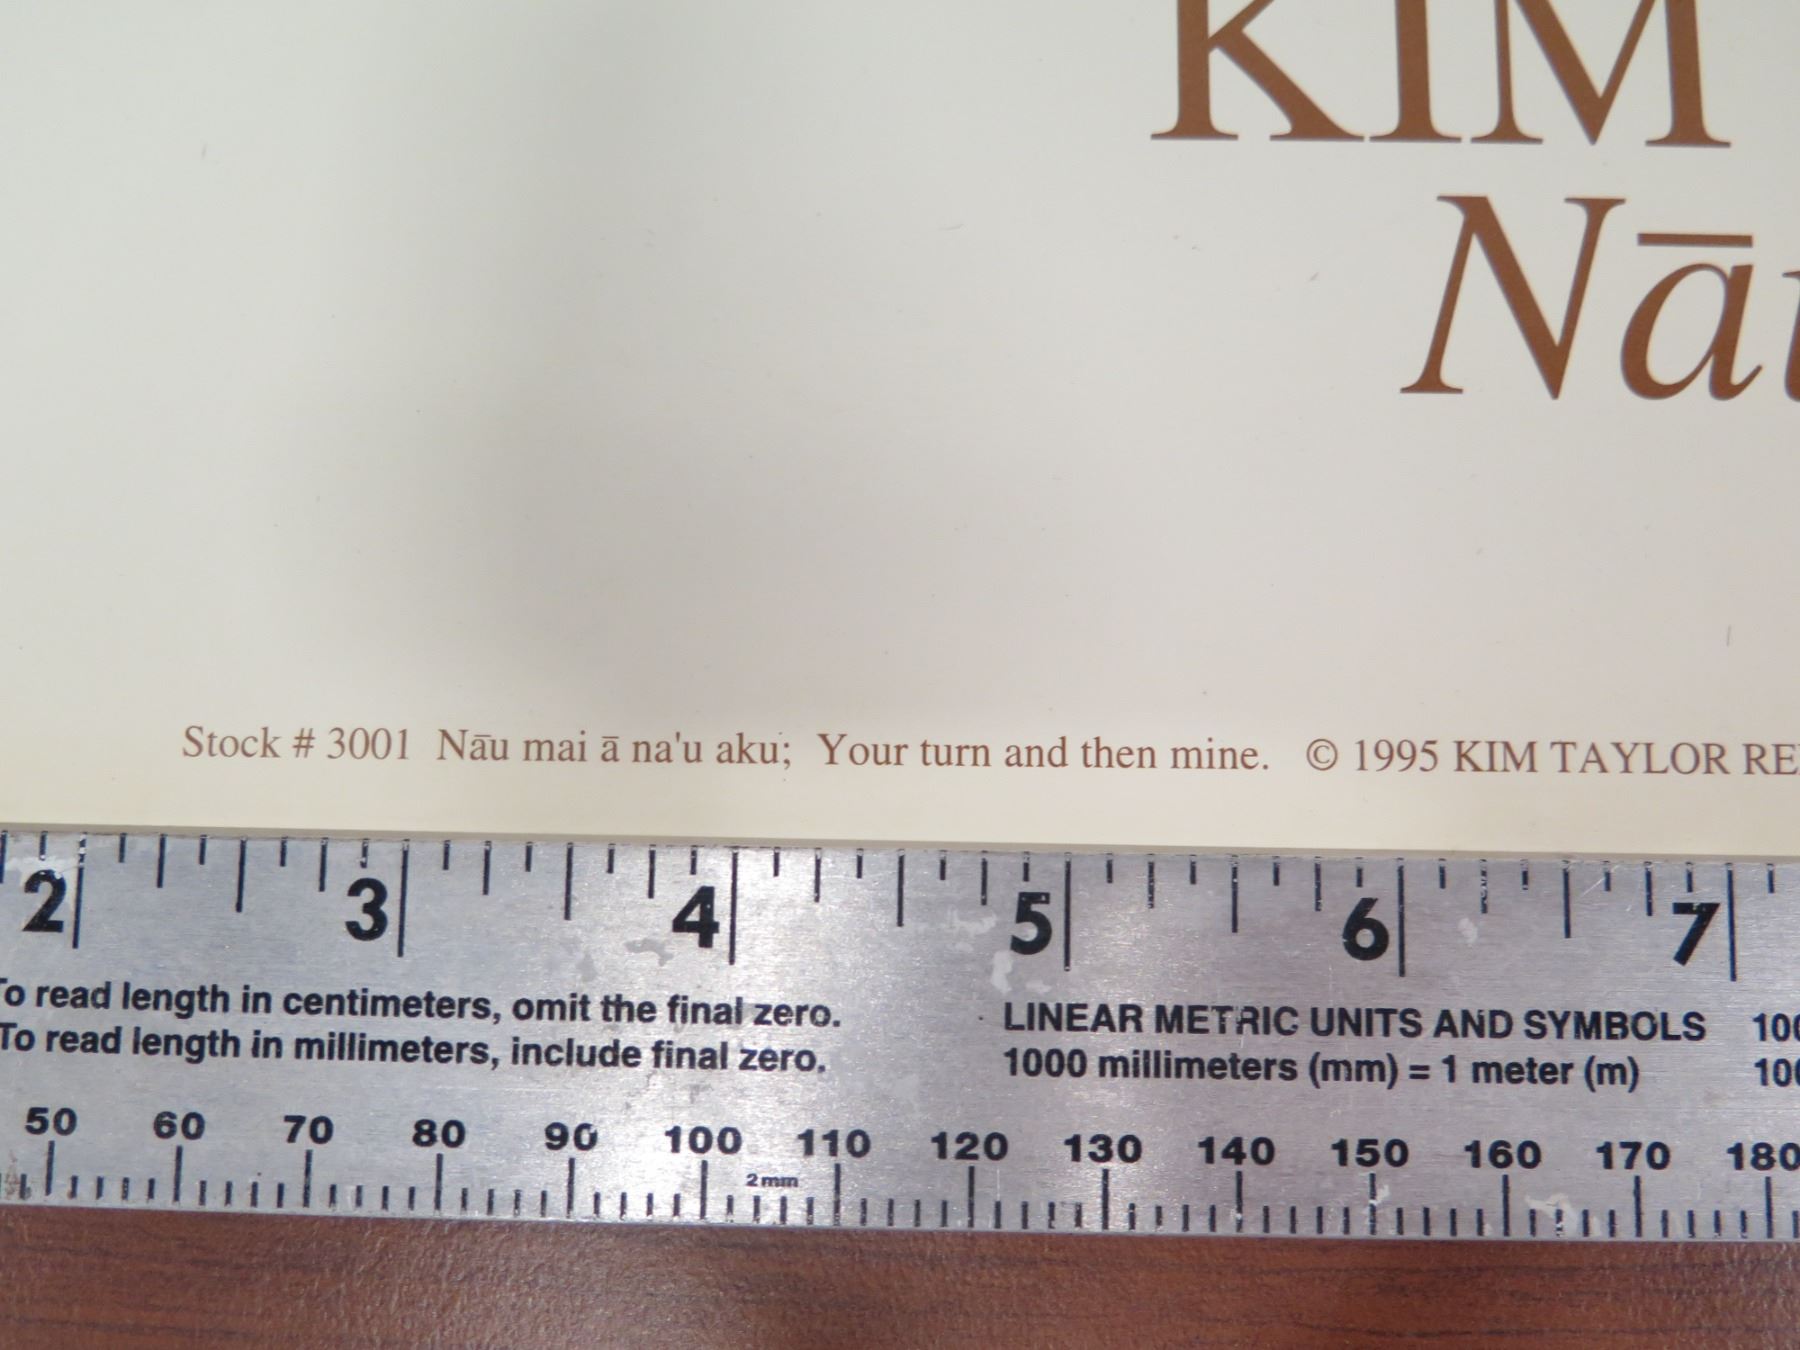 KIM
Nā
Stock # 3001 Nāu mai ā na'u aku; Your turn and then mine. © 1995 KIM TAYLOR RE
2 3 4 5 6 7
To read length in centimeters, omit the final zero.
To read length in millimeters, include final zero.
LINEAR METRIC UNITS AND SYMBOLS 100
1000 millimeters (mm) = 1 meter (m) 100
50 60 70 80 90 100 110 120 130 140 150 160 170 180
2mm